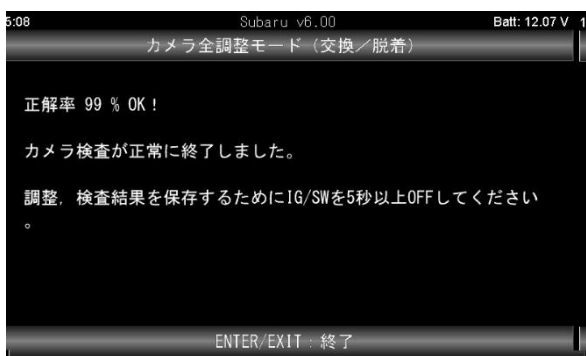 5:08 Subaru v6.00 Batt: 12.07 V 1
カメラ全調整モード（交換／脱着）
正解率 99 % OK！
カメラ検査が正常に終了しました。
調整，検査結果を保存するためにIG/SWを5秒以上OFFしてください
。
ENTER/EXIT：終了